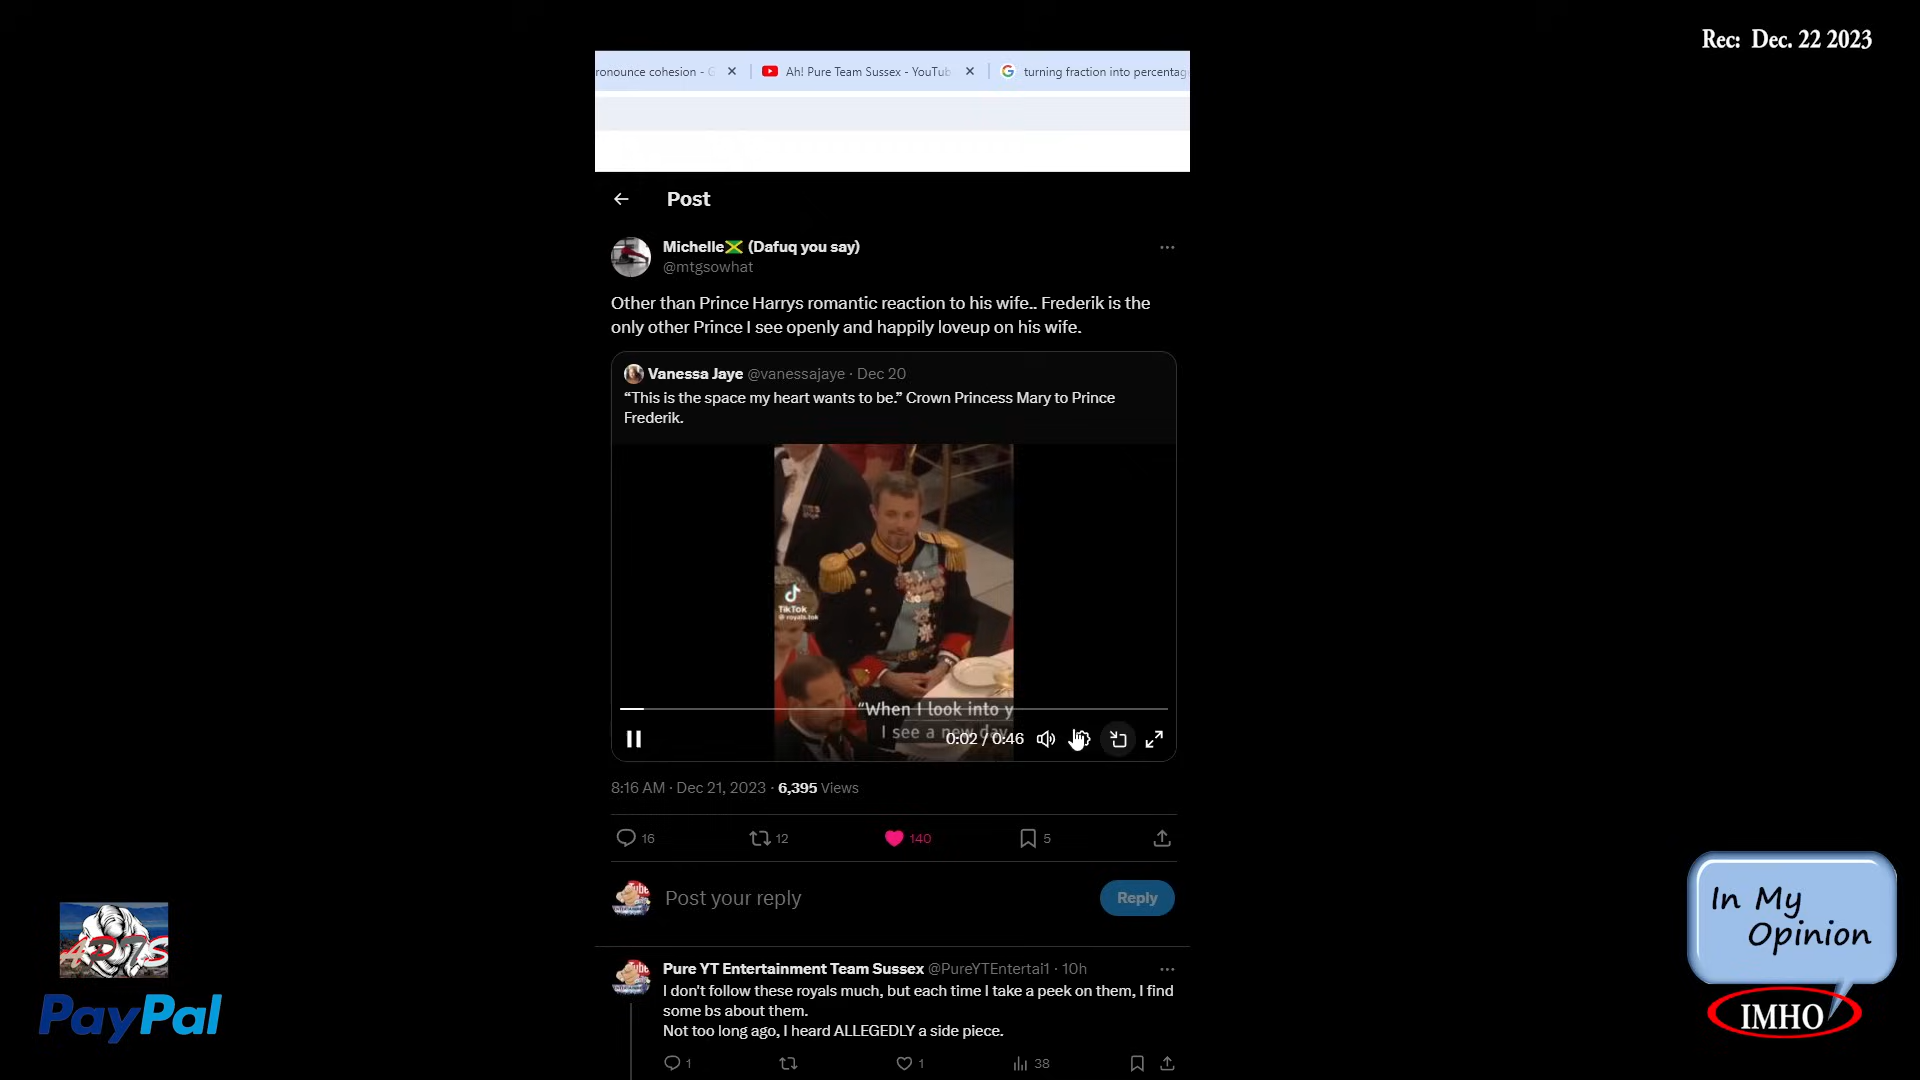 Rec: Dec. 22 2023
ronounce cohesion - G
Ah! Pure Team Sussex - YouTub
turning fraction into percentag
Post
Michelle🇯🇲 (Dafuq you say)
@mtgsowhat
Other than Prince Harrys romantic reaction to his wife.. Frederik is the
only other Prince I see openly and happily loveup on his wife.
Vanessa Jaye @vanessajaye · Dec 20
“This is the space my heart wants to be.” Crown Princess Mary to Prince
Frederik.
TikTok
@ royals.tok
“When I look into y
I see a new day
0:02 / 0:46
8:16 AM · Dec 21, 2023 · 6,395 Views
16 12 140 5
Post your reply
Reply
Pure YT Entertainment Team Sussex @PureYTEntertai1 · 10h
I don't follow these royals much, but each time I take a peek on them, I find
some bs about them.
Not too long ago, I heard ALLEGEDLY a side piece.
1 1 38
APTS
PayPal
In My
Opinion
IMHO